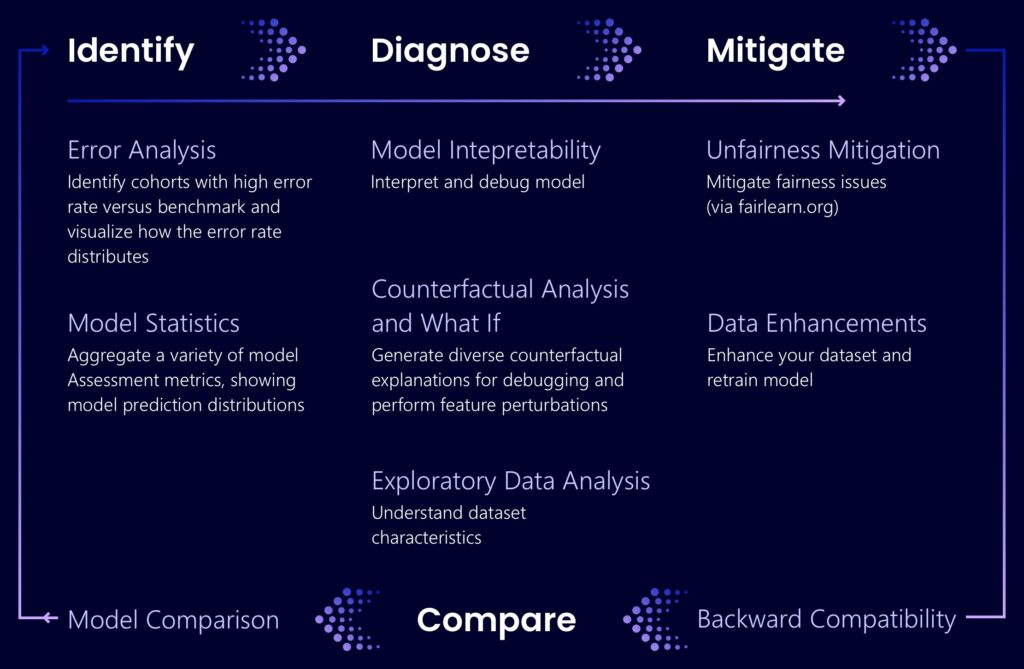 Identify
Diagnose
Mitigate
Error Analysis
Identify cohorts with high error
rate versus benchmark and
visualize how the error rate
distributes
Model Statistics
Aggregate a variety of model
Assessment metrics, showing
model prediction distributions
Model Intepretability
Interpret and debug model
Counterfactual Analysis
and What If
Generate diverse counterfactual
explanations for debugging and
perform feature perturbations
Exploratory Data Analysis
Understand dataset
characteristics
Unfairness Mitigation
Mitigate fairness issues
(via fairlearn.org)
Data Enhancements
Enhance your dataset and
retrain model
Model Comparison
Compare
Backward Compatibility